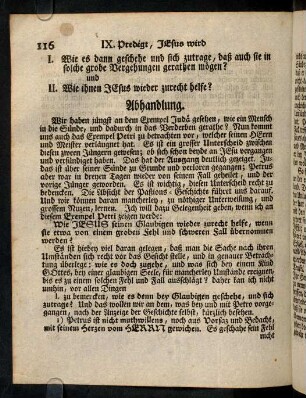 116 IX. Predigt, JEsus wird
I. Wie es dann geschehe und sich zutrage, daß auch sie in
solche grobe Vergehungen gerathen mögen?
und
II. Wie ihnen JEsus wieder zurecht helfe?
Abhandlung.
Wir haben jüngst an dem Exempel Judä gesehen, wie ein Mensch
in die Sünde, und dadurch in das Verderben gerathe? Nun kommt
uns auch das Exempel Petri zu betrachten vor, welcher seinen HErrn
und Meister verläugnet hat. Es ist ein grosser Unterscheid zwischen
diesen zween Jüngern gewesen; ob sich schon beyde an JEsu vergangen
und versündiget haben. Das hat der Ausgang deutlich gezeiget. Ju-
das ist über seiner Sünde zu Grunde und verloren gegangen; Petrus
aber war in dreyen Tagen wieder von seinem Fall geheilet, und der
vorige Jünger geworden. Es ist wichtig, diesen Unterscheid recht zu
bedenken. Die Absicht der Passions-Geschichte führet uns darauf.
Und wir können daran mancherley, zu nöthiger Unterweisung, und
grossem Nuzen, lernen. Ich will dazu Gelegenheit geben, wenn ich an
diesem Exempel Petri zeigen werde:
Wie JESUS seinen Glaubigen wieder zurecht helfe, wenn
sie etwa von einem groben Fehl und schweren Fall übernommen
werden?
Es ist hiebey viel daran gelegen, daß man die Sache nach ihren
Umständen sich recht vor das Gesicht stelle, und in genauer Betrach-
tung überlege: wie es doch zugehe, und was sich bey einem Kind
GOttes, bey einer glaubigen Seele, für mancherley Umstände ereignen,
bis es zu einem solchen Fehl und Fall ausschlägt? daher kan ich nicht
umhin, vor allen Dingen
I. zu bemercken, wie es denn bey Glaubigen geschehe, und sich
zutrage? Und das wollen wir an dem, was bey und mit Petro vorge-
gangen, nach der Anzeige der Geschichte selbst, kürzlich besehen.
1) Petrus ist nicht muthwillens, noch aus Vorsaz und Bedacht,
mit seinem Herzen vom HERRN gewichen. Es geschahe sein Fehl
nicht